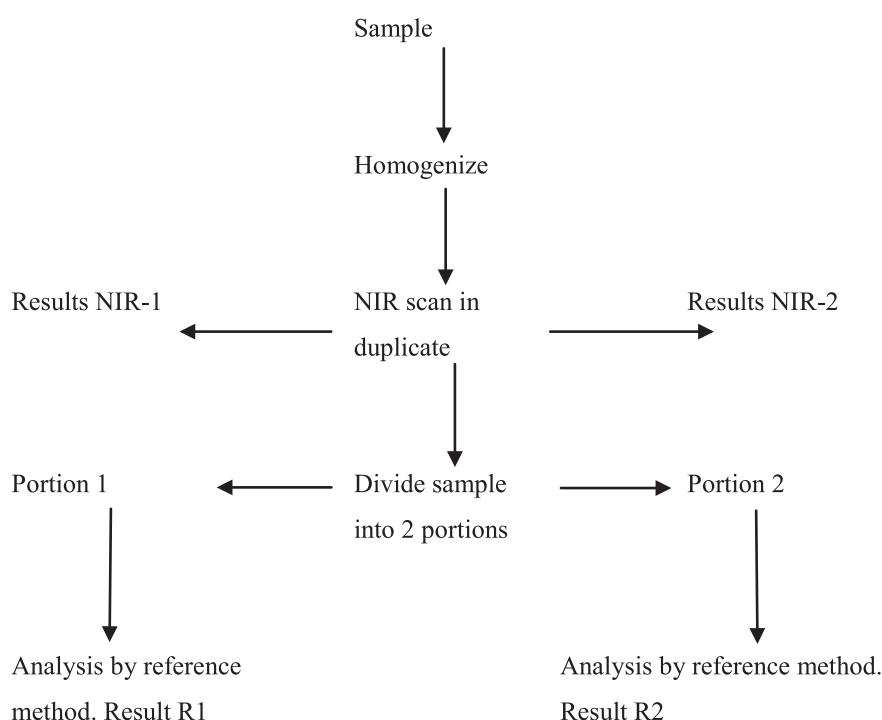 Sample
Homogenize
Results NIR-1
NIR scan in
duplicate
Results NIR-2
Portion 1
Divide sample
into 2 portions
Portion 2
Analysis by reference
method. Result R1
Analysis by reference method.
Result R2